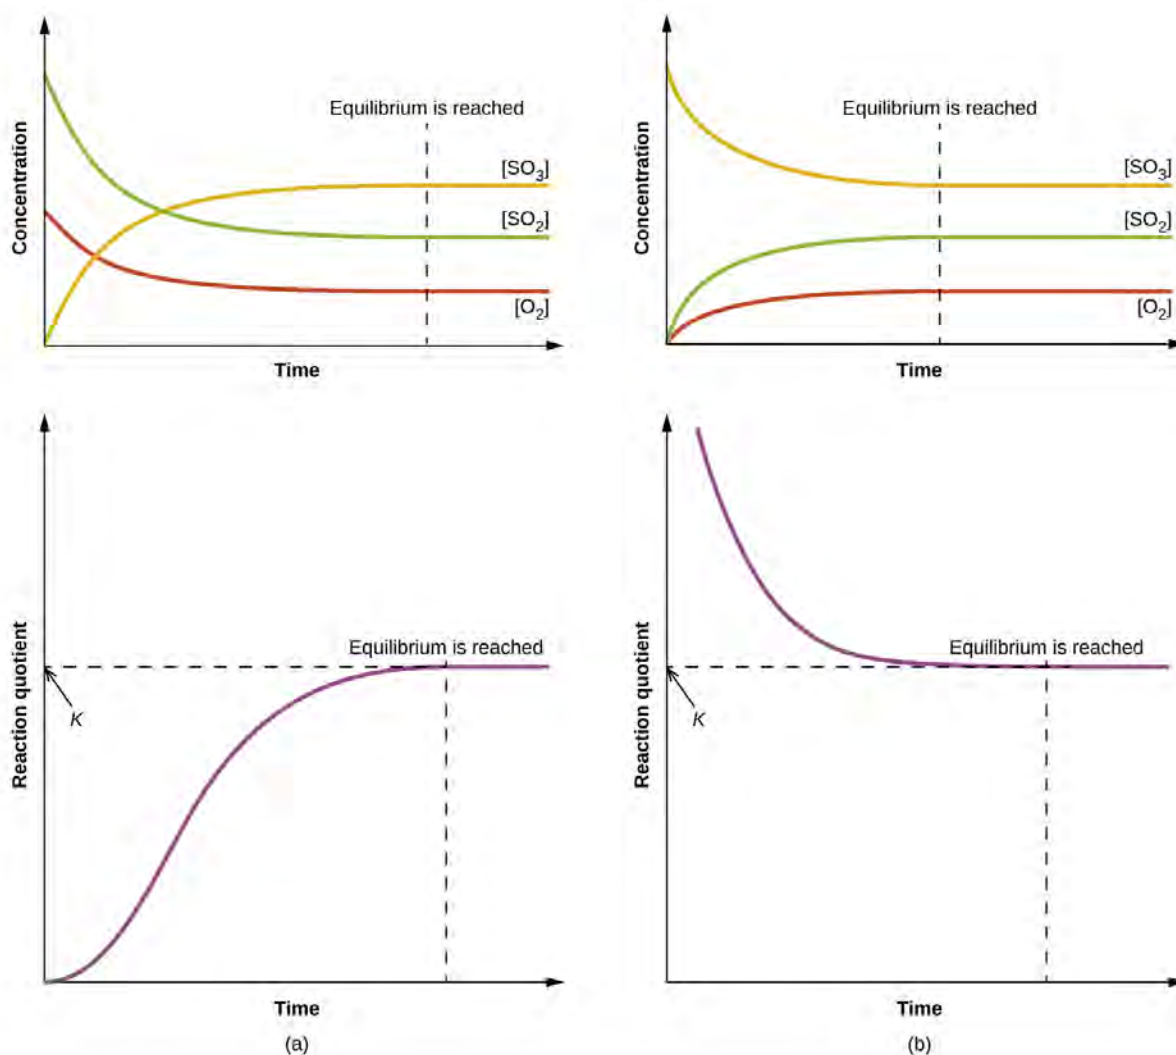 Concentration
Equilibrium is reached
[SO3]
[SO2]
[O2]
Time
Concentration
Equilibrium is reached
[SO3]
[SO2]
[O2]
Time
Reaction quotient
Equilibrium is reached
K
Time
(a)
Reaction quotient
Equilibrium is reached
K
Time
(b)